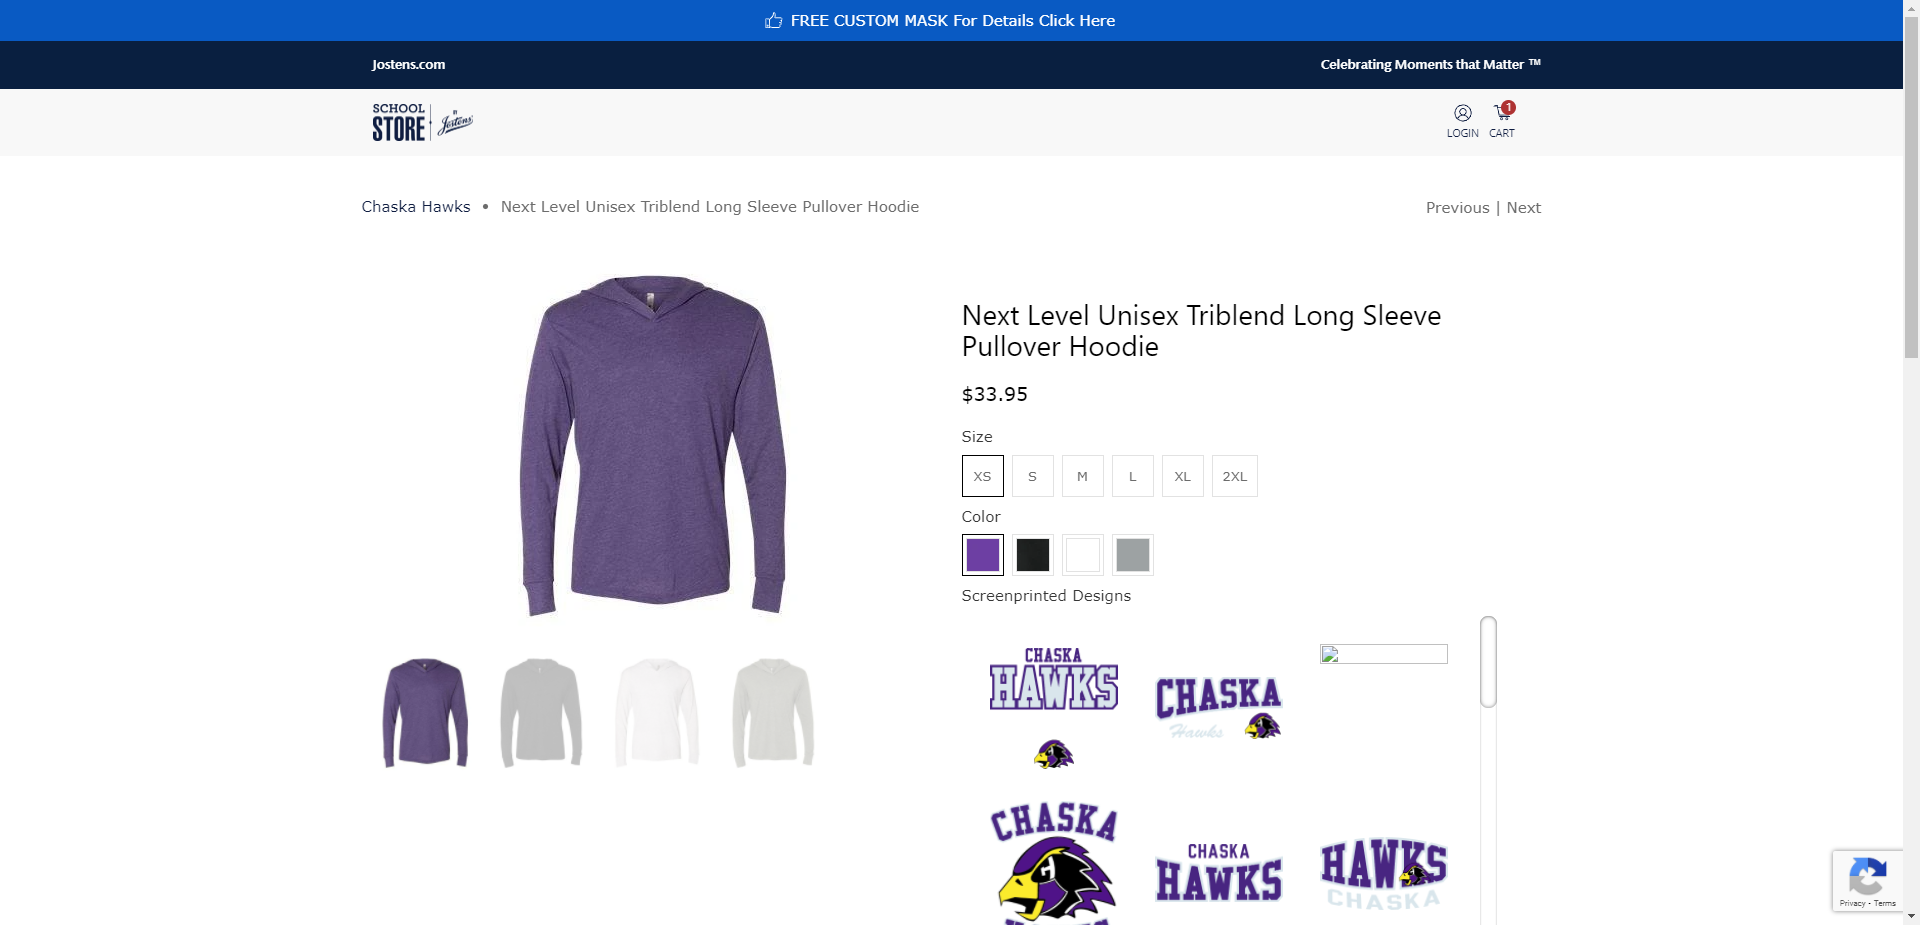 FREE CUSTOM MASK For Details Click Here
Jostens.com
Celebrating Moments that Matter ™
SCHOOL
STORE
BY
Jostens
LOGIN
1
CART
Chaska Hawks • Next Level Unisex Triblend Long Sleeve Pullover Hoodie
Previous | Next
Next Level Unisex Triblend Long Sleeve
Pullover Hoodie
$33.95
Size
XS S M L XL 2XL
Color
Screenprinted Designs
CHASKA
HAWKS
CHASKA
Hawks
CHASKA
CHASKA
HAWKS
HAWKS
CHASKA
Privacy - Terms